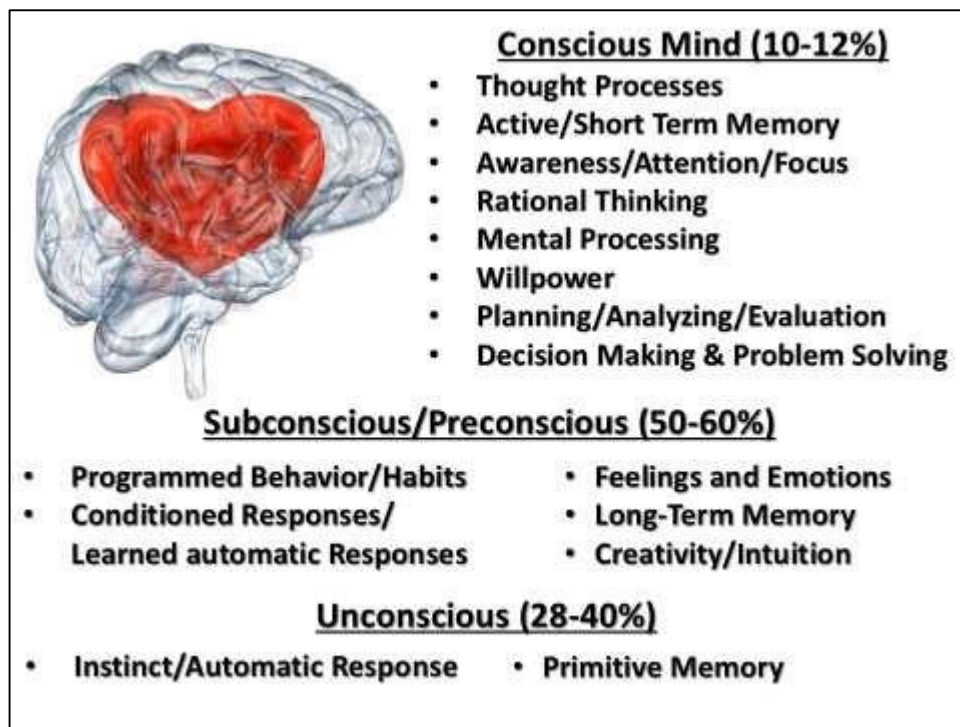 Conscious Mind (10-12%)
• Thought Processes
• Active/Short Term Memory
• Awareness/Attention/Focus
• Rational Thinking
• Mental Processing
• Willpower
• Planning/Analyzing/Evaluation
• Decision Making & Problem Solving
Subconscious/Preconscious (50-60%)
• Programmed Behavior/Habits
• Conditioned Responses/
Learned automatic Responses
• Feelings and Emotions
• Long-Term Memory
• Creativity/Intuition
Unconscious (28-40%)
• Instinct/Automatic Response
• Primitive Memory